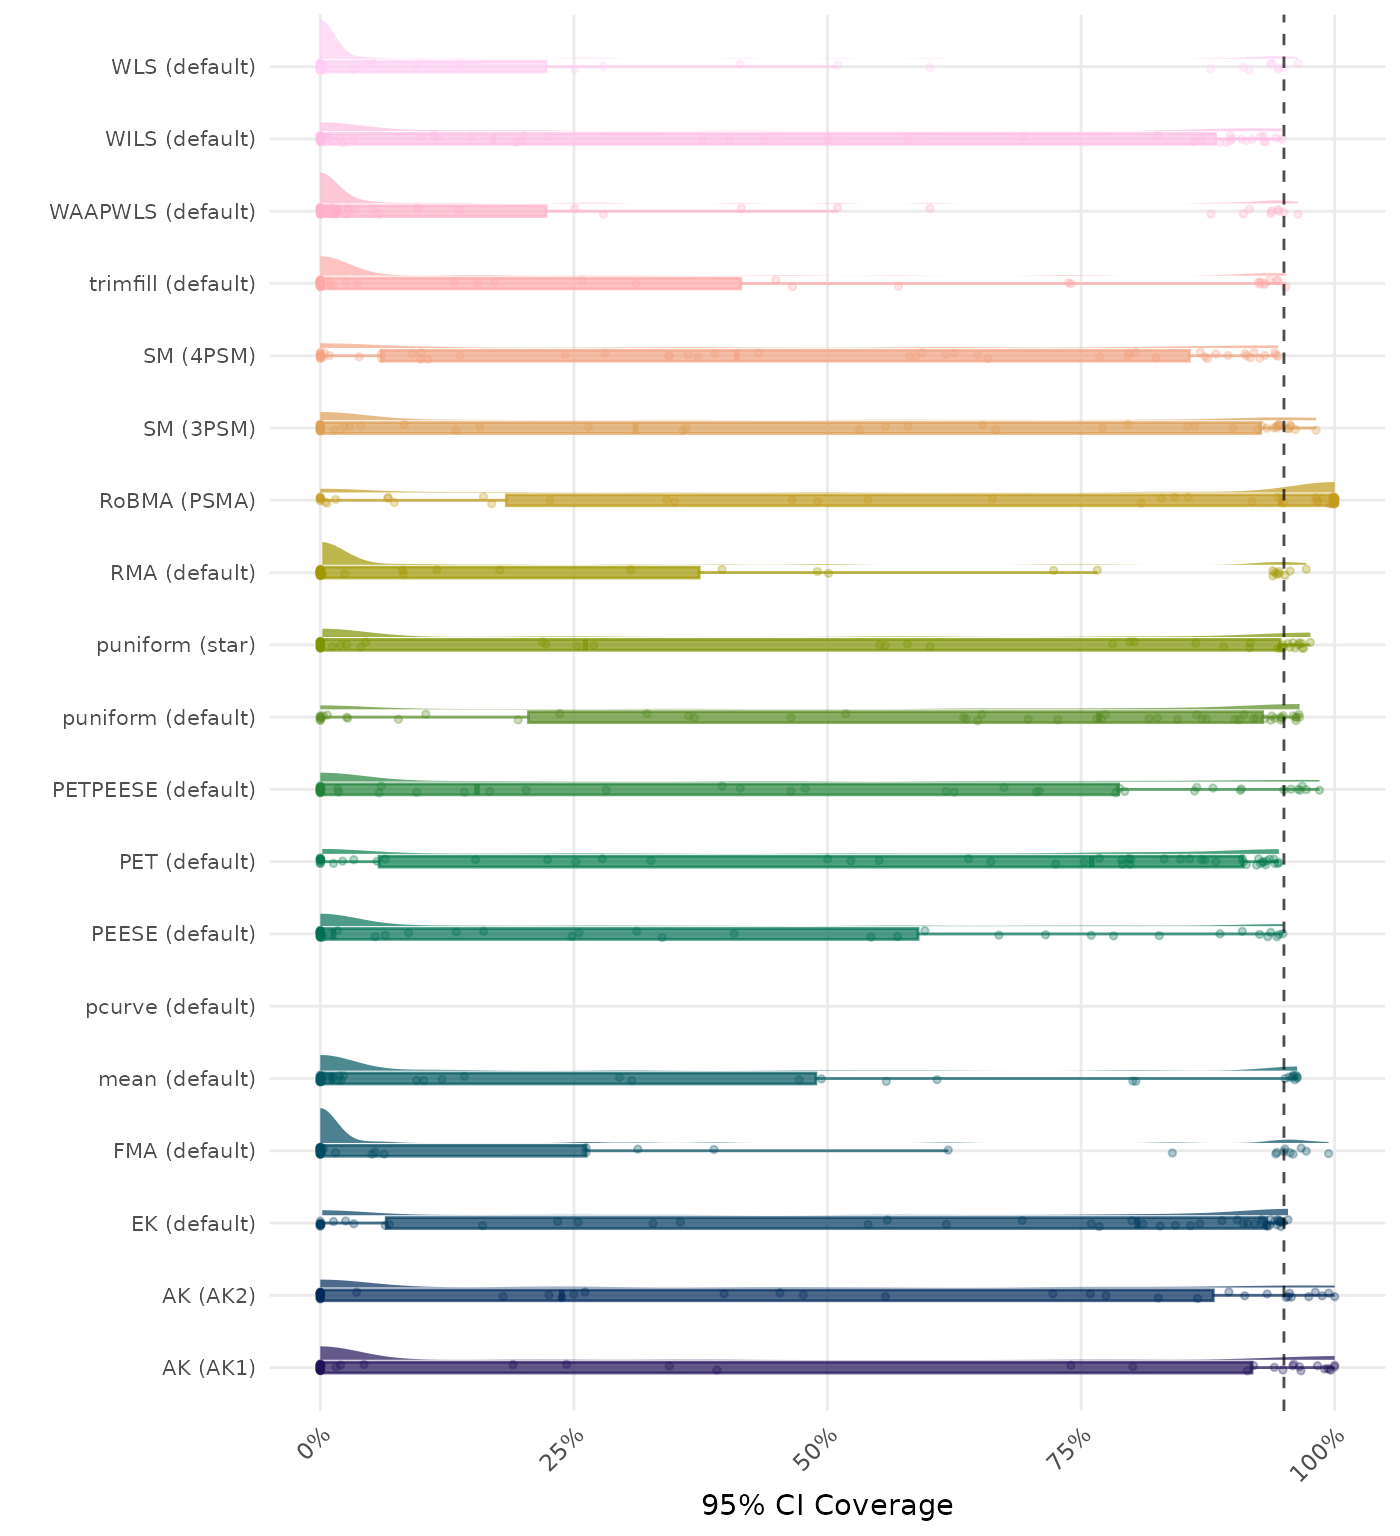 WLS (default)
WILS (default)
WAAPWLS (default)
trimfill (default)
SM (4PSM)
SM (3PSM)
RoBMA (PSMA)
RMA (default)
puniform (star)
puniform (default)
PETPEESE (default)
PET (default)
PEESE (default)
pcurve (default)
mean (default)
FMA (default)
EK (default)
AK (AK2)
AK (AK1)
0%
25%
50%
75%
100%
95% CI Coverage